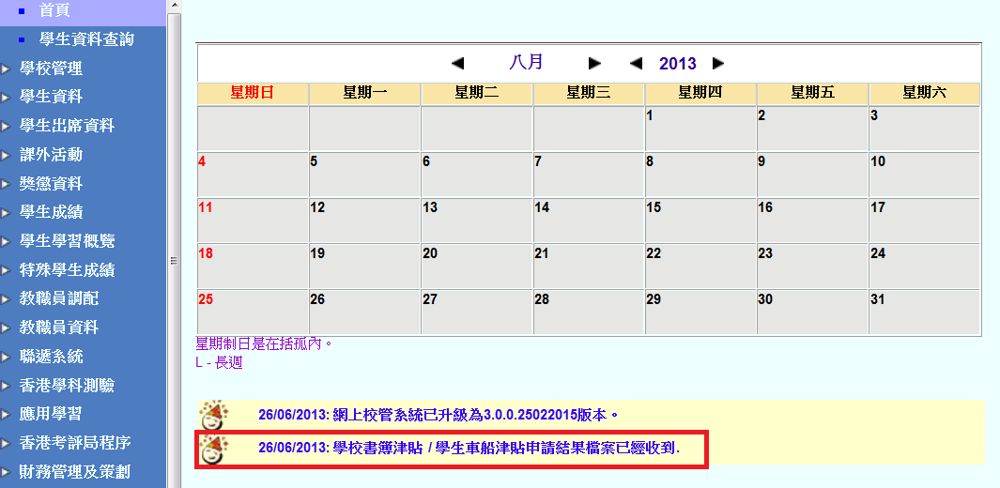 首頁
學生資料查詢
學校管理
學生資料
學生出席資料
課外活動
獎懲資料
學生成績
學生學習概覽
特殊學生成績
教職員調配
教職員資料
聯遞系統
香港學科測驗
應用學習
香港考評局程序
財務管理及策劃
八月 2013
星期日 星期一 星期二 星期三 星期四 星期五 星期六
1 2 3
4 5 6 7 8 9 10
11 12 13 14 15 16 17
18 19 20 21 22 23 24
25 26 27 28 29 30 31
星期制日是在括孤內。
L - 長週
26/06/2013: 網上校管系統已升級為3.0.0.25022015版本。
26/06/2013: 學校書簿津貼 / 學生車船津貼申請結果檔案已經收到.